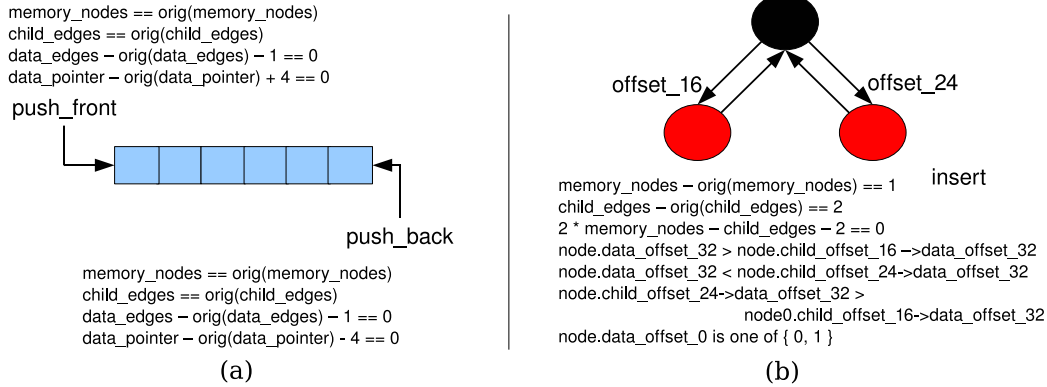 memory_nodes == orig(memory_nodes)
child_edges == orig(child_edges)
data_edges – orig(data_edges) – 1 == 0
data_pointer – orig(data_pointer) + 4 == 0
push_front
push_back
memory_nodes == orig(memory_nodes)
child_edges == orig(child_edges)
data_edges – orig(data_edges) – 1 == 0
data_pointer – orig(data_pointer) - 4 == 0
(a)
offset_16
offset_24
insert
memory_nodes – orig(memory_nodes) == 1
child_edges – orig(child_edges) == 2
2 * memory_nodes – child_edges – 2 == 0
node.data_offset_32 > node.child_offset_16 –>data_offset_32
node.data_offset_32 < node.child_offset_24->data_offset_32
node.child_offset_24->data_offset_32 >
node0.child_offset_16->data_offset_32
node.data_offset_0 is one of { 0, 1 }
(b)